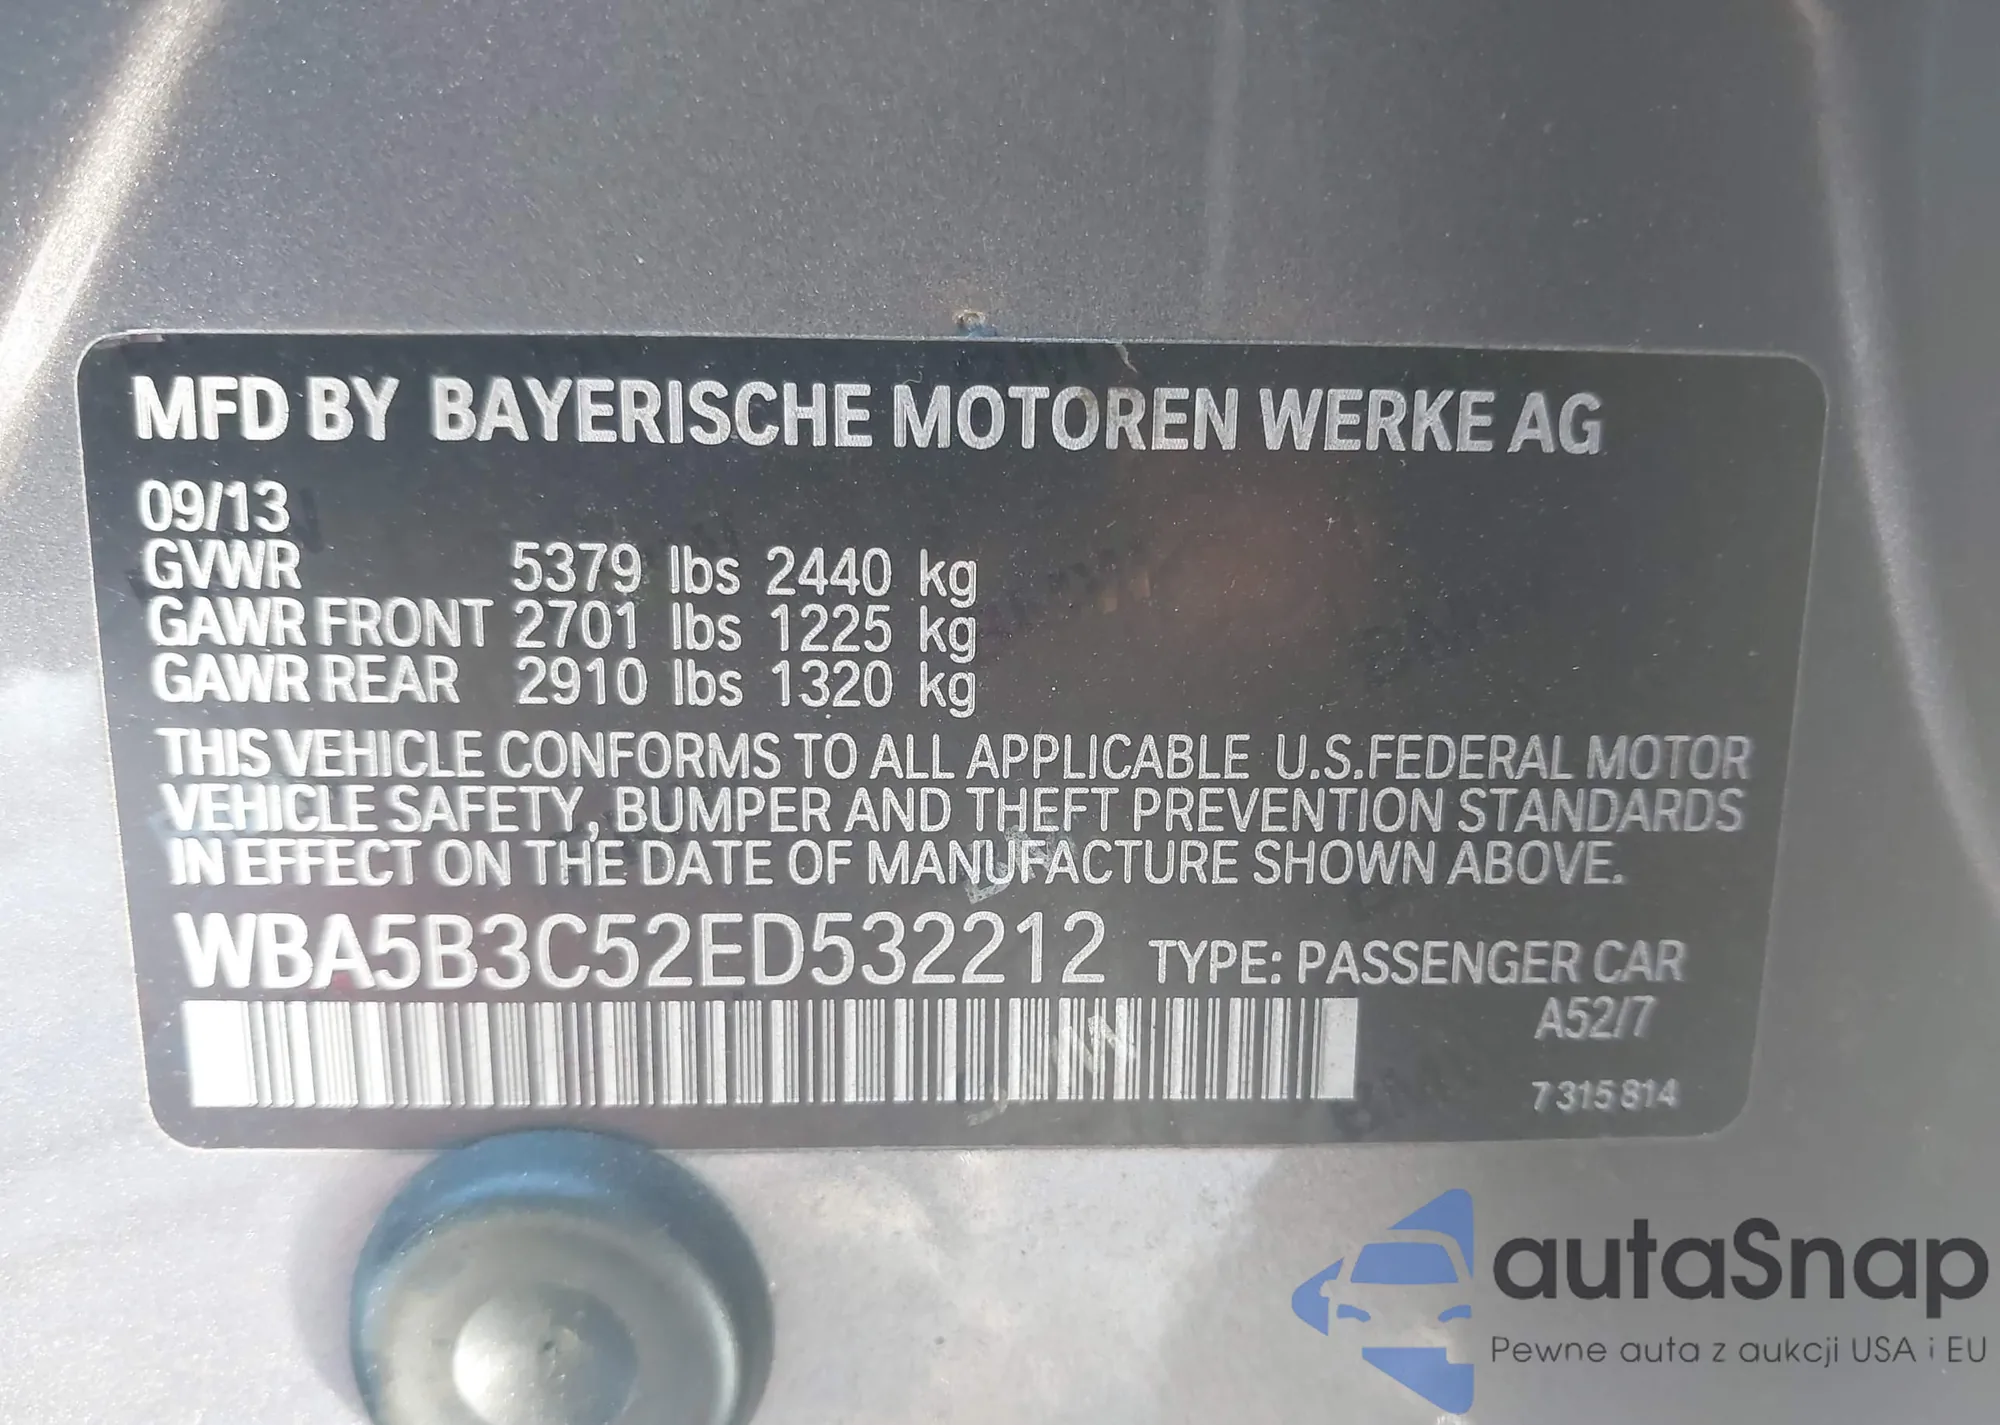 MFD BY BAYERISCHE MOTOREN WERKE AG
09/13
GVWR 5379 lbs 2440 kg
GAWR FRONT 2701 lbs 1225 kg
GAWR REAR 2910 lbs 1320 kg
THIS VEHICLE CONFORMS TO ALL APPLICABLE U.S.FEDERAL MOTOR
VEHICLE SAFETY, BUMPER AND THEFT PREVENTION STANDARDS
IN EFFECT ON THE DATE OF MANUFACTURE SHOWN ABOVE.
WBA5B3C52ED532212 TYPE: PASSENGER CAR
A52/7
7 315 814
autaSnap
Pewne auta z aukcji USA i EU